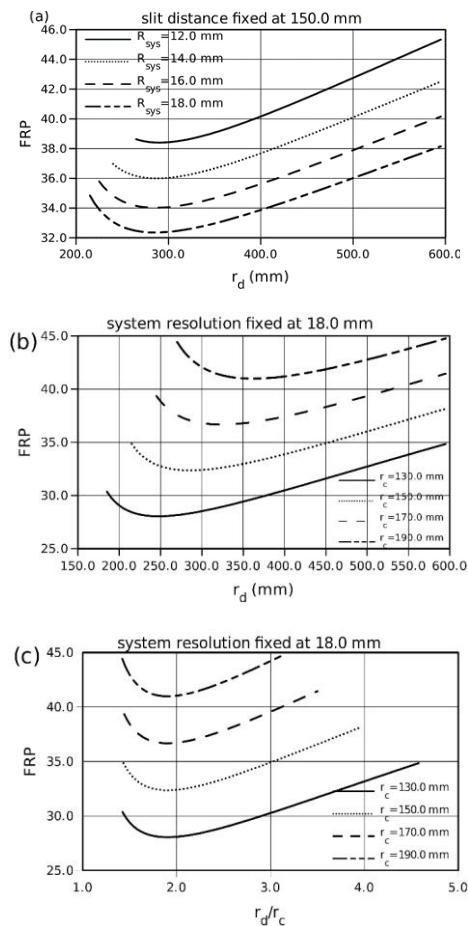 (a)
slit distance fixed at 150.0 mm
46.0
44.0
42.0
40.0
38.0
36.0
34.0
32.0
FRP
R_sys=12.0 mm
R_sys=14.0 mm
R_sys=16.0 mm
R_sys=18.0 mm
200.0 300.0 400.0 500.0 600.0
r_d (mm)
(b)
system resolution fixed at 18.0 mm
45.0
40.0
35.0
30.0
25.0
FRP
r_c=130.0 mm
r_c=150.0 mm
r_c=170.0 mm
r_c=190.0 mm
150.0 200.0 250.0 300.0 350.0 400.0 450.0 500.0 550.0 600.0
r_d (mm)
(c)
system resolution fixed at 18.0 mm
45.0
40.0
35.0
30.0
25.0
FRP
r_c=130.0 mm
r_c=150.0 mm
r_c=170.0 mm
r_c=190.0 mm
1.0 2.0 3.0 4.0 5.0
r_d/r_c